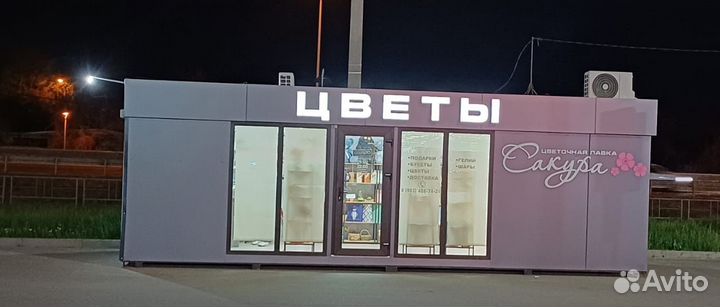 ЦВЕТЫ
ЦВЕТОЧНАЯ ЛАВКА
Сакура
•ПОДАРКИ
•БУКЕТЫ
•ЦВЕТЫ
•ДОСТАВКА
•ГЕЛИЙ
•ШАРЫ
Avito